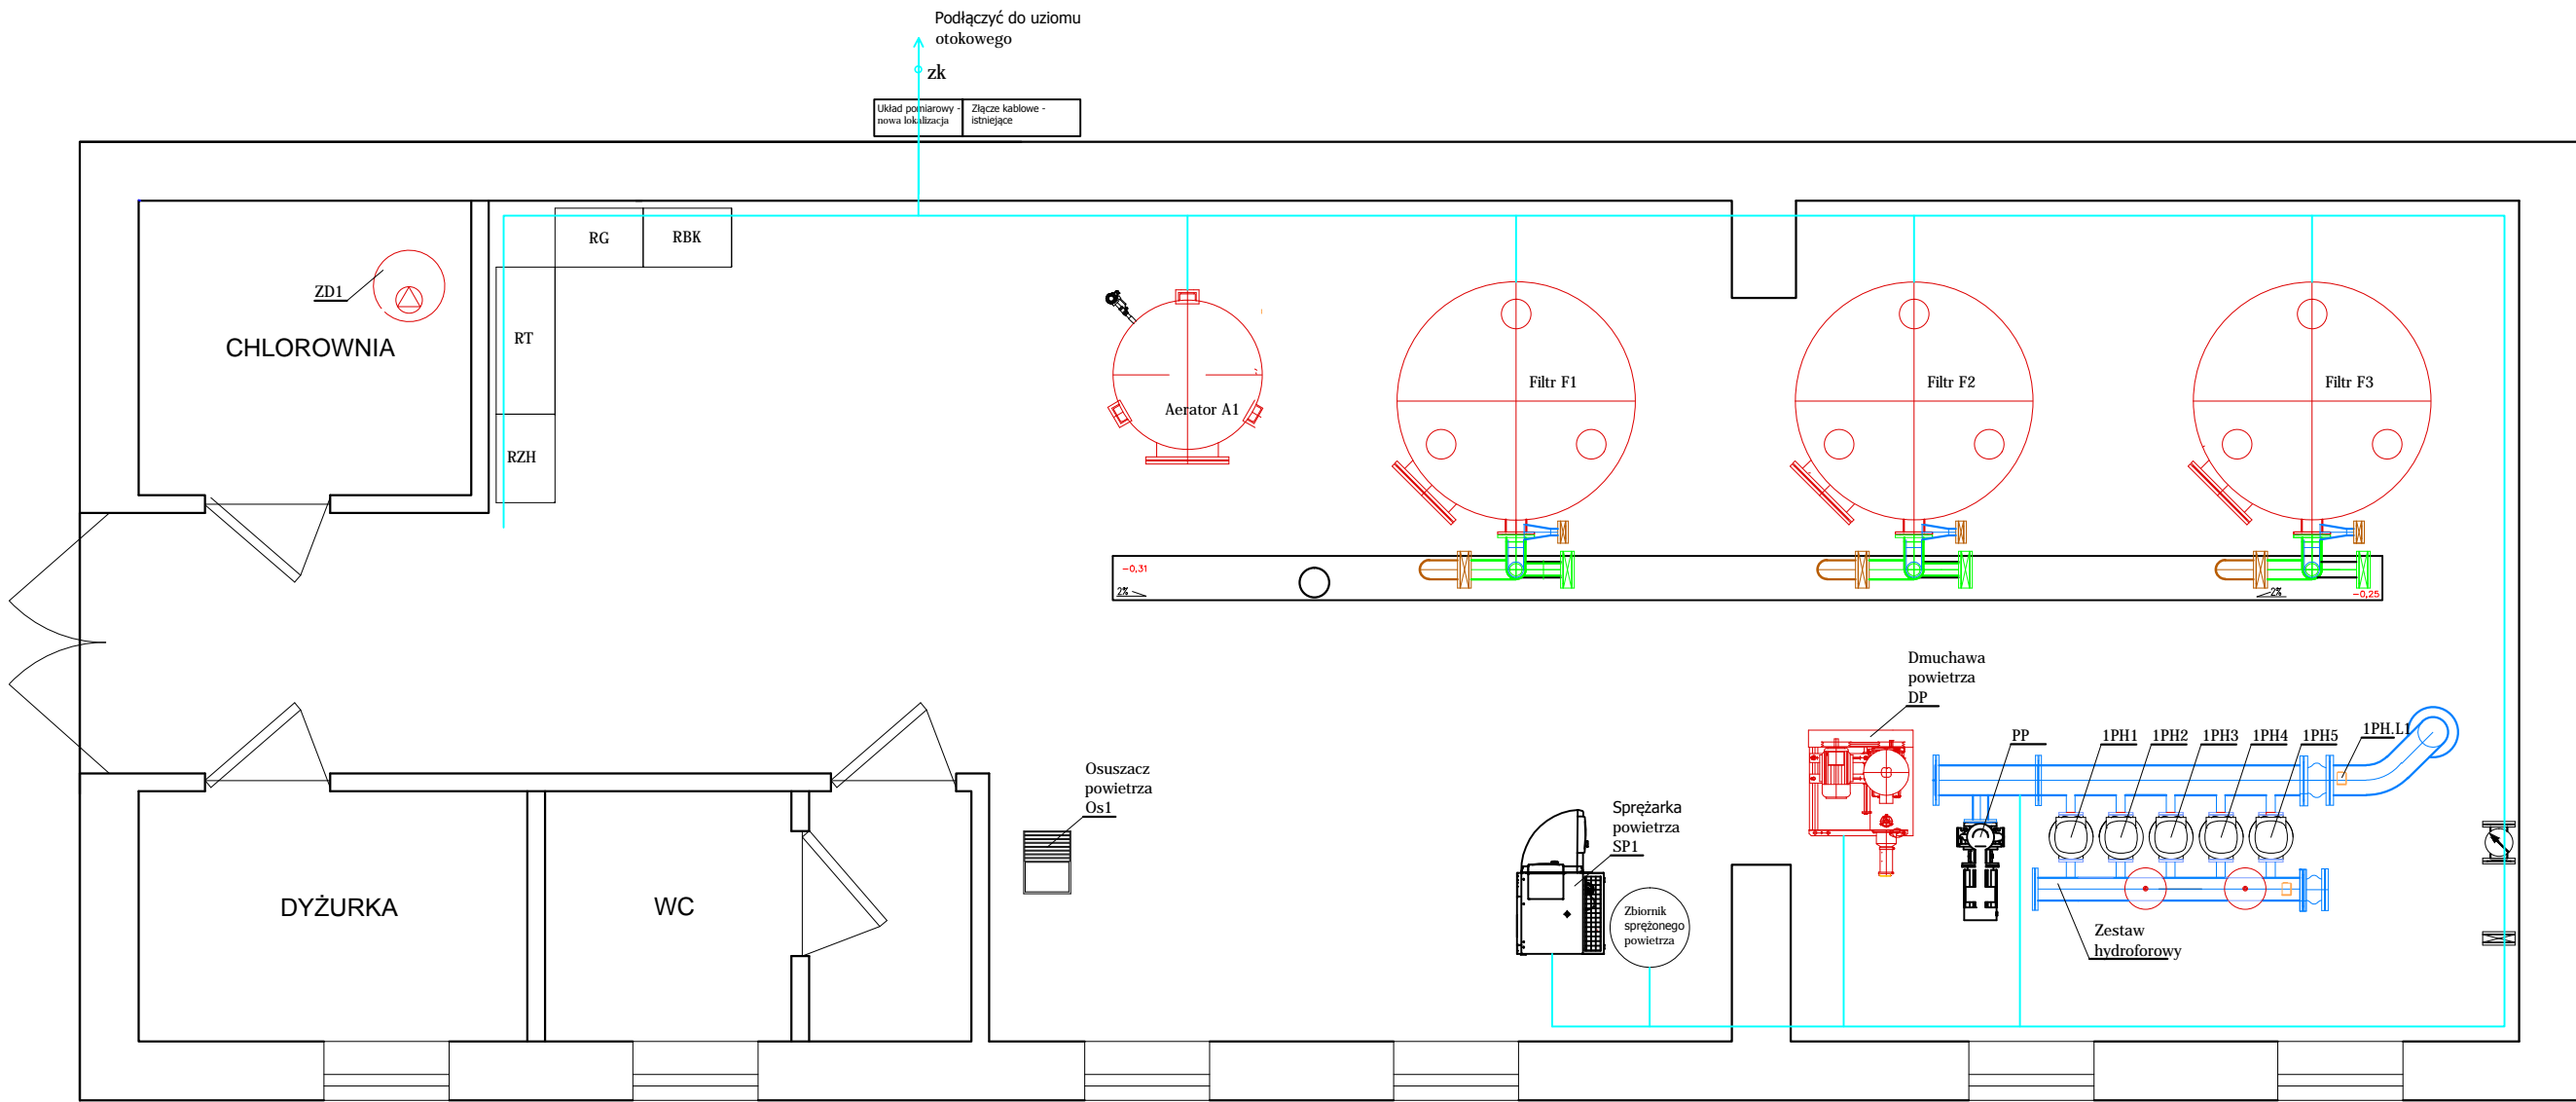 Podłączyć do uziomu
otokowego
zk
Układ pomiarowy -
nowa lokalizacja
Złącze kablowe -
istniejące
RG
RBK
ZD1
CHLOROWNIA
RT
RZH
Aerator A1
Filtr F1
Filtr F2
Filtr F3
-0,31
2%
2%
-0,25
Dmuchawa
powietrza
DP
PP
1PH1
1PH2
1PH3
1PH4
1PH5
1PH.L1
Osuszacz
powietrza
Os1
Sprężarka
powietrza
SP1
DYŻURKA
WC
Zbiornik
sprężonego
powietrza
Zestaw
hydroforowy